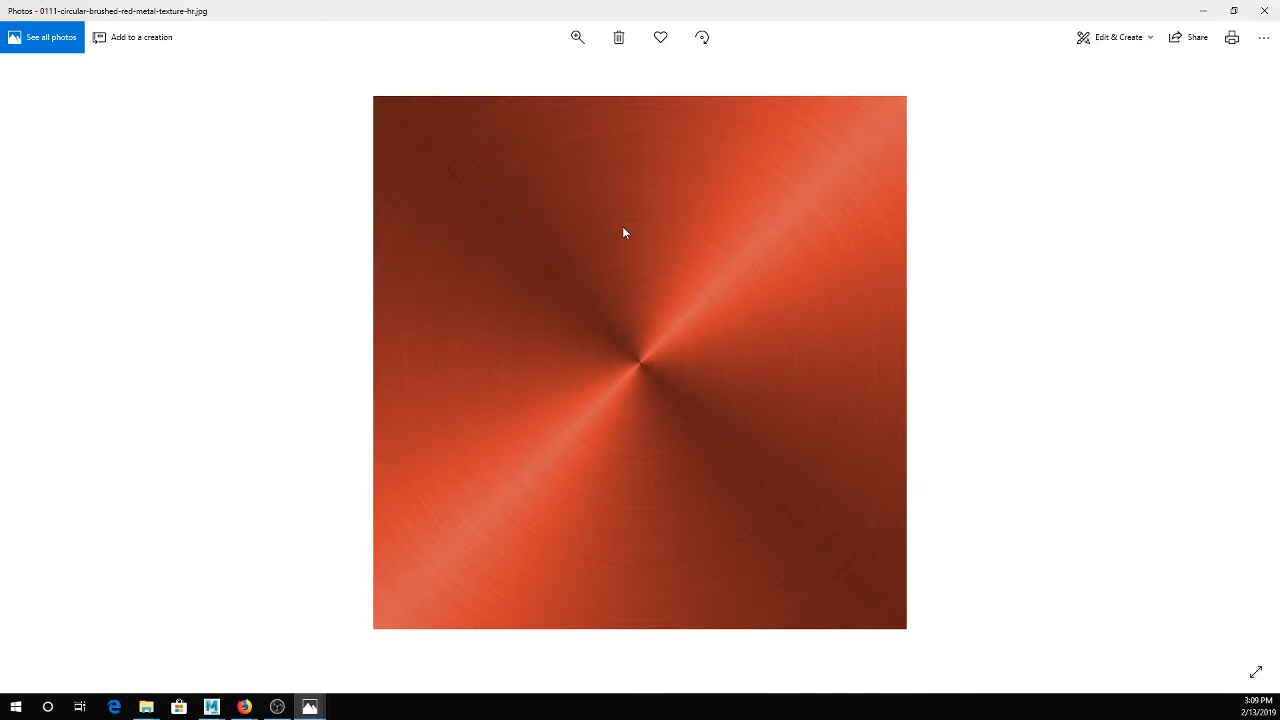 Photos - 0111-circular-brushed-red-metal-texture-hr.jpg
See all photos
Add to a creation
Edit & Create
Share
3:09 PM
2/13/2019